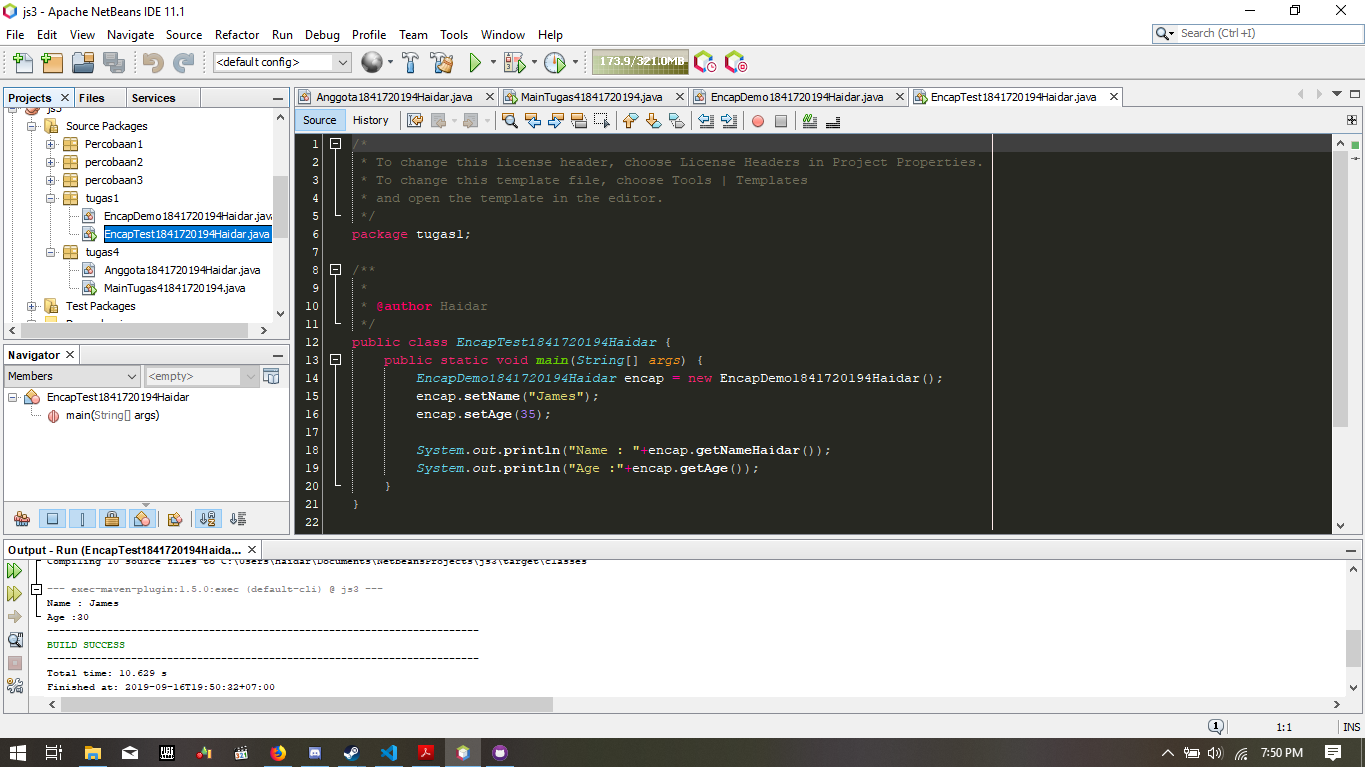 js3 - Apache NetBeans IDE 11.1
File Edit View Navigate Source Refactor Run Debug Profile Team Tools Window Help
Search (Ctrl+I)
<default config>
173.9/321.0MB
Projects Files Services
Anggota1841720194Haidar.java MainTugas41841720194.java EncapDemo1841720194Haidar.java EncapTest1841720194Haidar.java
js3
Source Packages
Percobaan1
percobaan2
percobaan3
tugas1
EncapDemo1841720194Haidar.java
EncapTest1841720194Haidar.java
tugas4
Anggota1841720194Haidar.java
MainTugas41841720194.java
Test Packages
Navigator
Members <empty>
EncapTest1841720194Haidar
main(String[] args)
Source History
1 /*
2 * To change this license header, choose License Headers in Project Properties.
3 * To change this template file, choose Tools | Templates
4 * and open the template in the editor.
5 */
6 package tugas1;
7
8 /**
9 *
10 * @author Haidar
11 */
12 public class EncapTest1841720194Haidar {
13 public static void main(String[] args) {
14 EncapDemo1841720194Haidar encap = new EncapDemo1841720194Haidar();
15 encap.setName("James");
16 encap.setAge(35);
17
18 System.out.println("Name : "+encap.getNameHaidar());
19 System.out.println("Age :"+encap.getAge());
20 }
21 }
22
Output - Run (EncapTest1841720194Haida...
Compiling 10 source files to C:\Users\Haidar\Documents\NetBeansProjects\js3\target\classes
--- exec-maven-plugin:1.5.0:exec (default-cli) @ js3 ---
Name : James
Age :30
------------------------------------------------------------------------
BUILD SUCCESS
------------------------------------------------------------------------
Total time: 10.629 s
Finished at: 2019-09-16T19:50:32+07:00
1 1:1 INS
7:50 PM